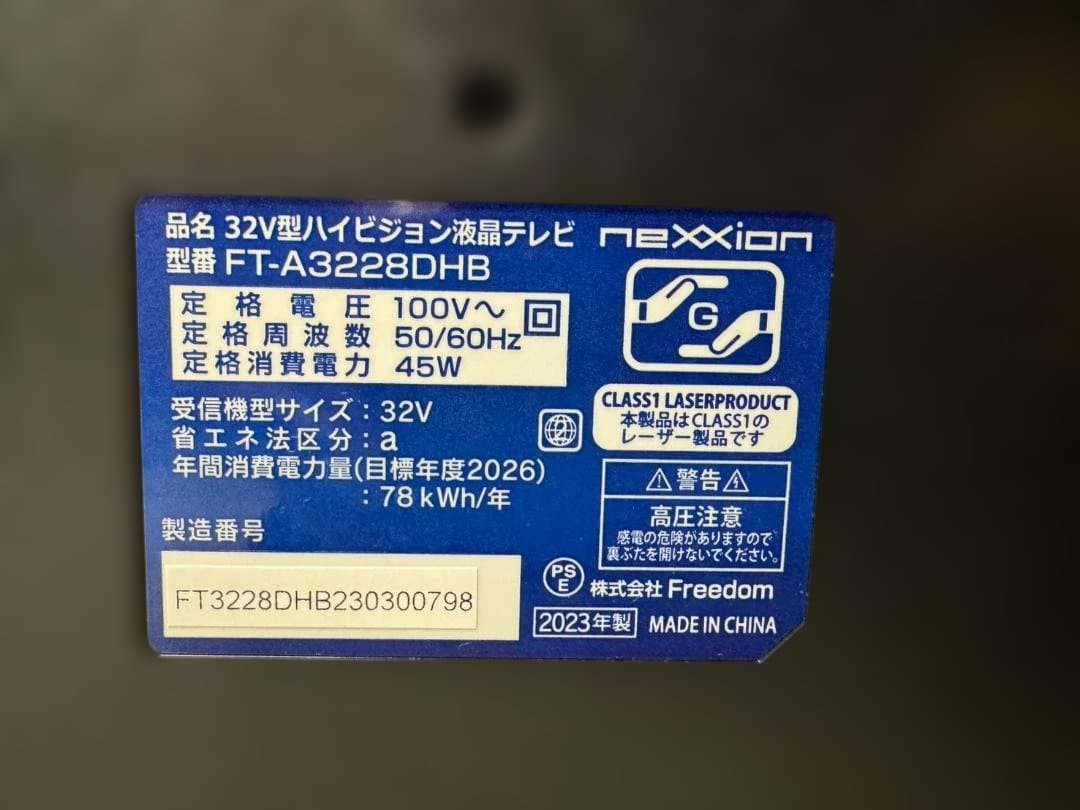 品名 32V型ハイビジョン液晶テレビ
neXXion
型番 FT-A3228DHB
定格電圧 100V～
定格周波数 50/60Hz
定格消費電力 45W
G
CLASS1 LASERPRODUCT
本製品はCLASS1の
レーザー製品です
受信機型サイズ：32V
省エネ法区分：a
2
年間消費電力量(目標年度2026)
：78kWh/年
警告
高圧注意
感電の危険がありますので
裏ぶたを開けないでください。
製造番号
FT3228DHB230300798
PS
E
株式会社 Freedom
2023年製 MADE IN CHINA